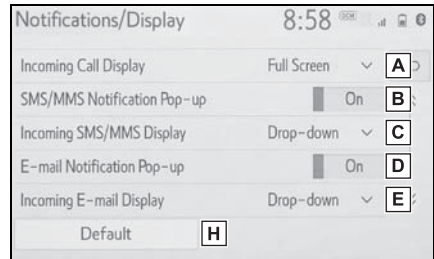 Notifications/Display 8:58 DCM
Incoming Call Display Full Screen A
SMS/MMS Notification Pop-up On B
Incoming SMS/MMS Display Drop-down C
E-mail Notification Pop-up On D
Incoming E-mail Display Drop-down E
Default H